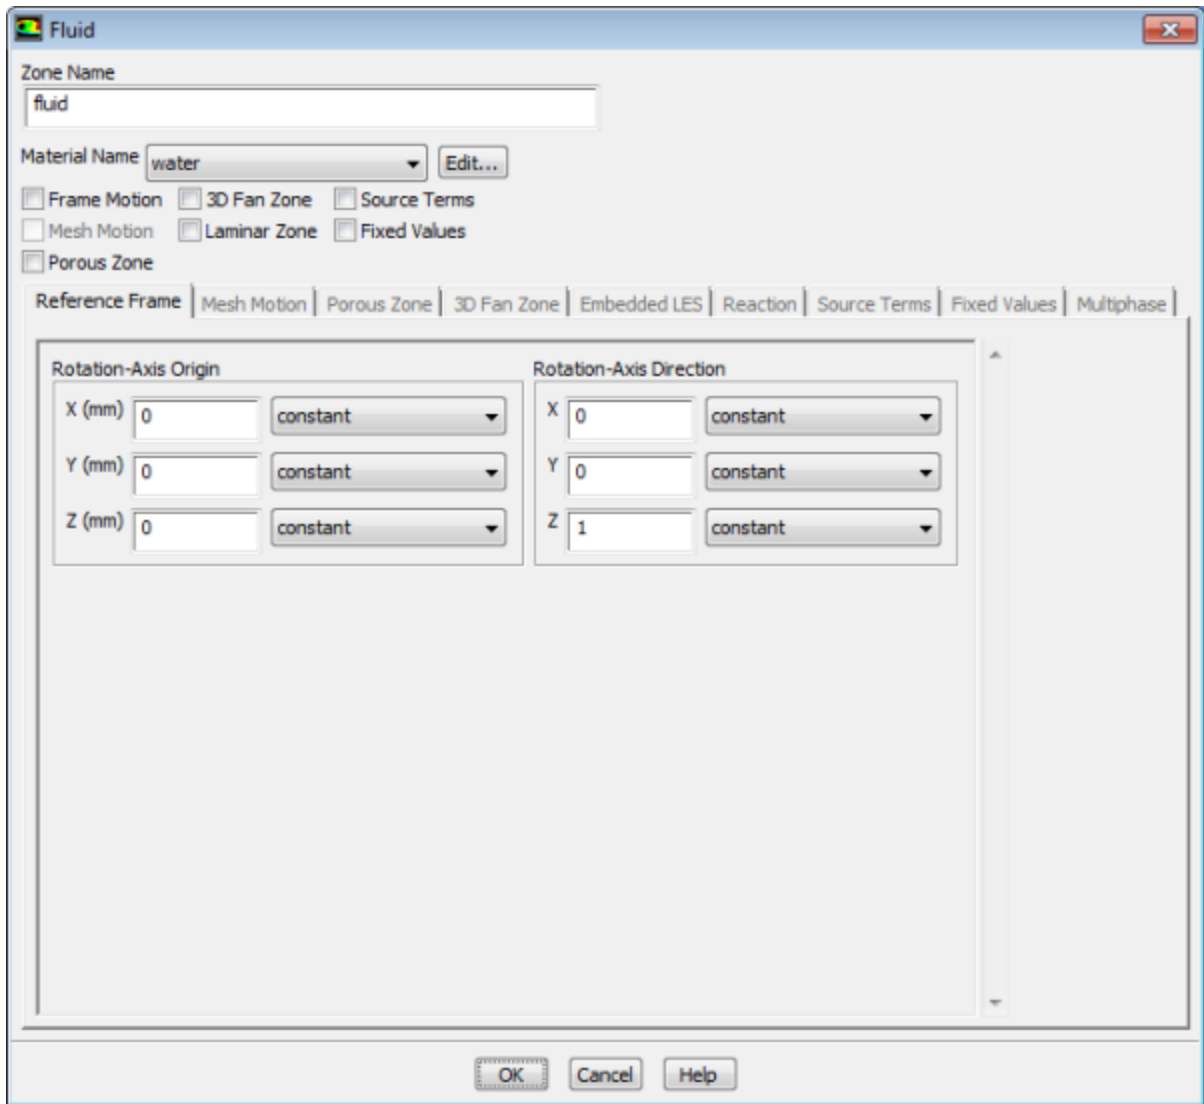 Fluid
Zone Name
fluid
Material Name water Edit...
Frame Motion 3D Fan Zone Source Terms
Mesh Motion Laminar Zone Fixed Values
Porous Zone
Reference Frame Mesh Motion Porous Zone 3D Fan Zone Embedded LES Reaction Source Terms Fixed Values Multiphase
Rotation-Axis Origin Rotation-Axis Direction
X (mm) 0 constant X 0 constant
Y (mm) 0 constant Y 0 constant
Z (mm) 0 constant Z 1 constant
OK Cancel Help